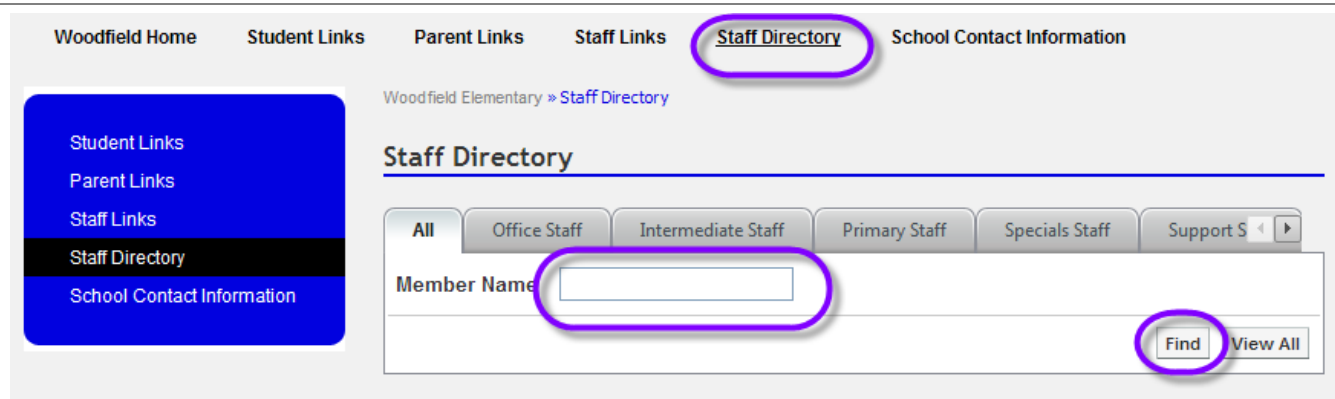 Woodfield Home Student Links Parent Links Staff Links Staff Directory School Contact Information
Woodfield Elementary » Staff Directory
Student Links
Parent Links
Staff Links
Staff Directory
School Contact Information
Staff Directory
All Office Staff Intermediate Staff Primary Staff Specials Staff Support S
Member Name
Find View All